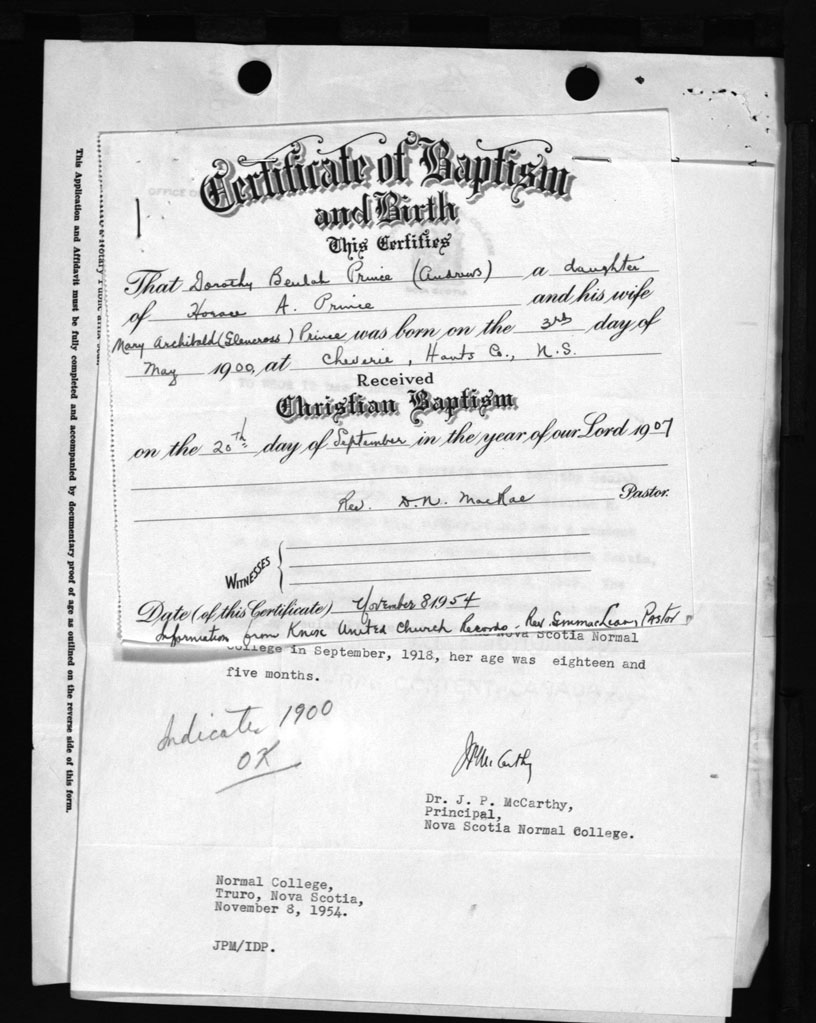 Certificate of Baptism
and Birth
This Certifies
That Dorothy Beulah Prince (Andrews) a daughter
of Horace A. Prince and his wife
Mary Archibald (Glencross) Prince was born on the 3rd day of
May 1900, at Cheverie, Hants Co., N.S.
Received
Christian Baptism
on the 20th day of September in the year of our Lord 1907
Rev. D.N. MacRae Pastor.
WITNESSES
Date (of this Certificate) November 8, 1954
Information from Knox United Church Records - Rev. Pastor
Nova Scotia Normal
College in September, 1918, her age was eighteen and
five months.
Indicates 1900
OK
JPMcCarthy
Dr. J. P. McCarthy,
Principal,
Nova Scotia Normal College.
Normal College,
Truro, Nova Scotia,
November 8, 1954.
JPM/IDP.
This Application and Affidavit must be fully completed and accompanied by documentary proof of age as outlined on the reverse side of this form.